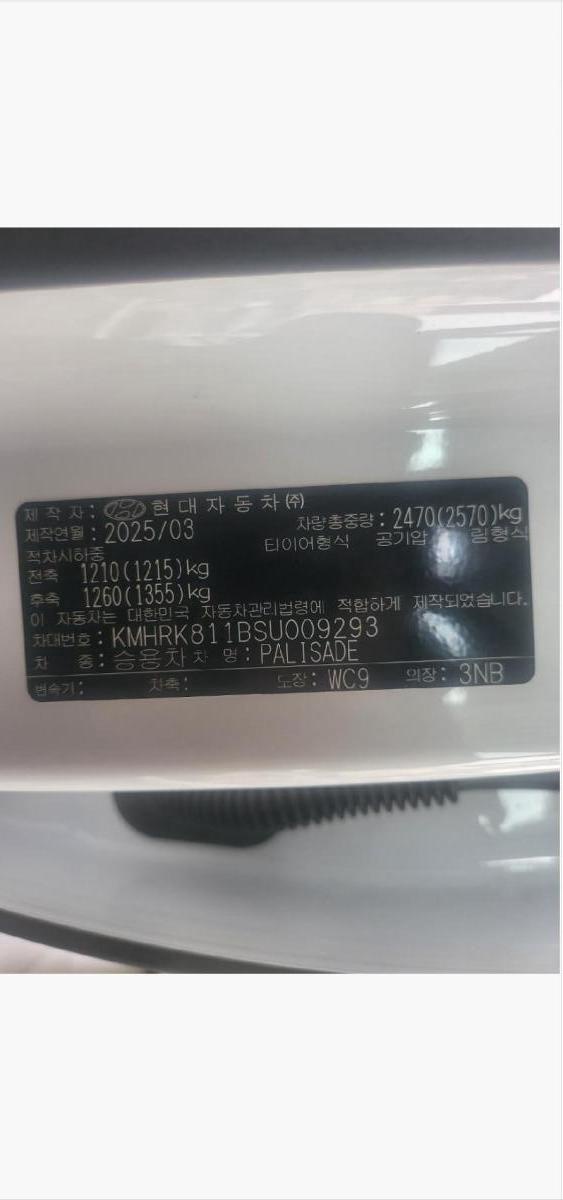 제 작 자 : 현 대 자 동 차 ㈜
제작연월 : 2025/03 차량총중량 : 2470(2570)kg
적차시하중 타이어형식 공기압 림형식
전축 1210(1215)kg
후축 1260(1355)kg
이 자동차는 대한민국 자동차관리법령에 적합하게 제작되었습니다.
차대번호 : KMHRK811BSU009293
차 종 : 승용차 차 명 : PALISADE
변속기 : 차축 : 도장 : WC9 의장 : 3NB